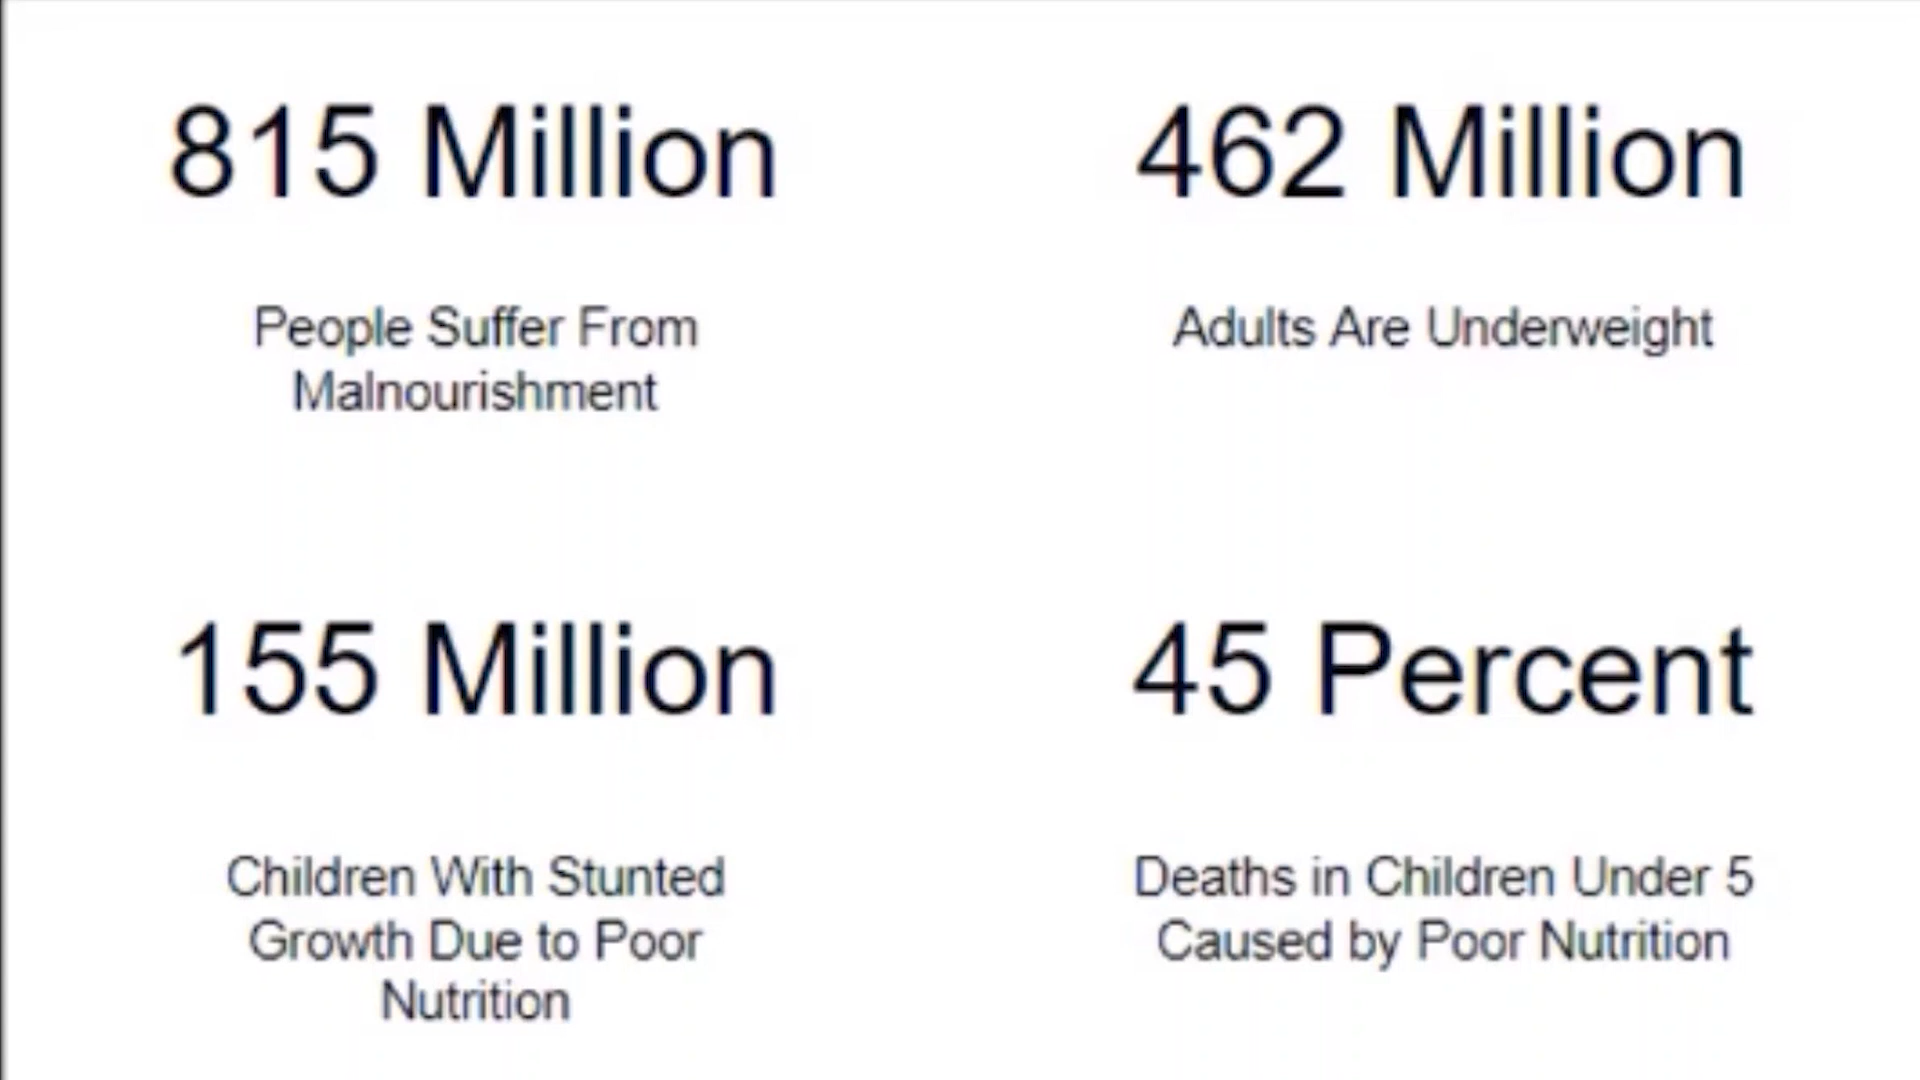 815 Million
People Suffer From
Malnourishment
462 Million
Adults Are Underweight
155 Million
Children With Stunted
Growth Due to Poor
Nutrition
45 Percent
Deaths in Children Under 5
Caused by Poor Nutrition